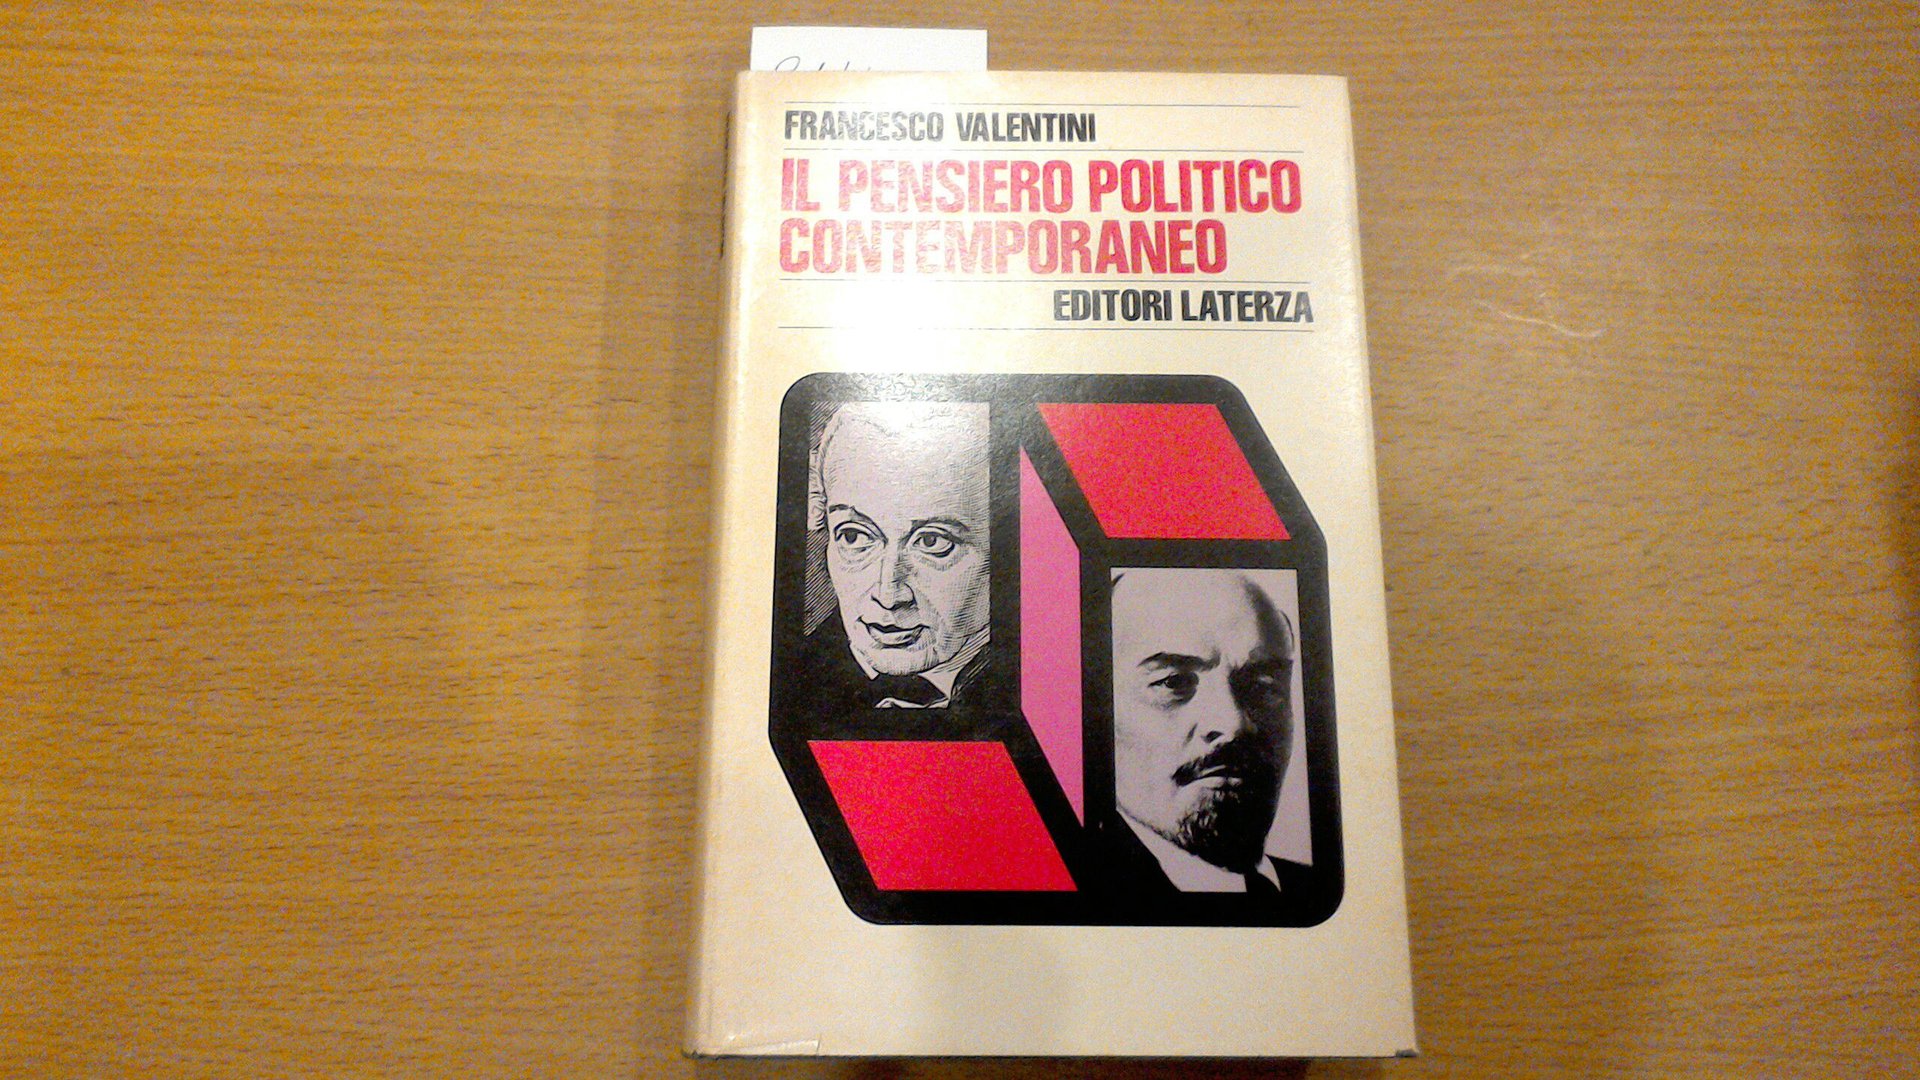 FRANCESCO VALENTINI
IL PENSIERO POLITICO
CONTEMPORANEO
EDITORI LATERZA